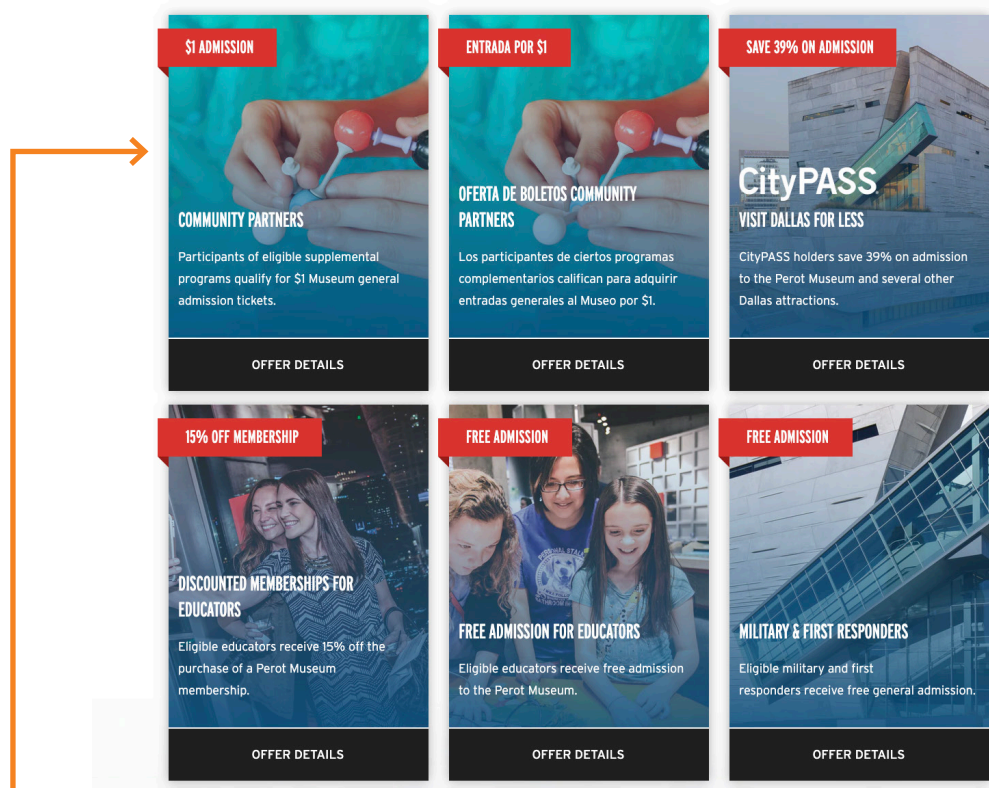 $1 ADMISSION
COMMUNITY PARTNERS
Participants of eligible supplemental
programs qualify for $1 Museum general
admission tickets.
OFFER DETAILS
ENTRADA POR $1
OFERTA DE BOLETOS COMMUNITY
PARTNERS
Los participantes de ciertos programas
complementarios califican para adquirir
entradas generales al Museo por $1.
OFFER DETAILS
SAVE 39% ON ADMISSION
CityPASS
VISIT DALLAS FOR LESS
CityPASS holders save 39% on admission
to the Perot Museum and several other
Dallas attractions.
OFFER DETAILS
15% OFF MEMBERSHIP
DISCOUNTED MEMBERSHIPS FOR
EDUCATORS
Eligible educators receive 15% off the
purchase of a Perot Museum
membership.
OFFER DETAILS
FREE ADMISSION
FREE ADMISSION FOR EDUCATORS
Eligible educators receive free admission
to the Perot Museum.
OFFER DETAILS
FREE ADMISSION
MILITARY & FIRST RESPONDERS
Eligible military and first
responders receive free general admission.
OFFER DETAILS